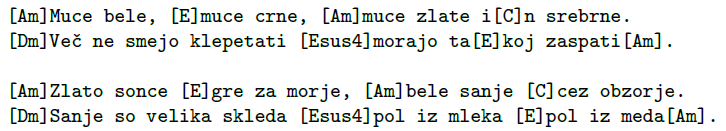 [Am]Muce bele, [E]muce crne, [Am]muce zlate i[C]n srebrne.
[Dm]Več ne smejo klepetati [Esus4]morajo ta[E]koj zaspati[Am].
[Am]Zlato sonce [E]gre za morje, [Am]bele sanje [C]cez obzorje.
[Dm]Sanje so velika skleda [Esus4]pol iz mleka [E]pol iz meda[Am].